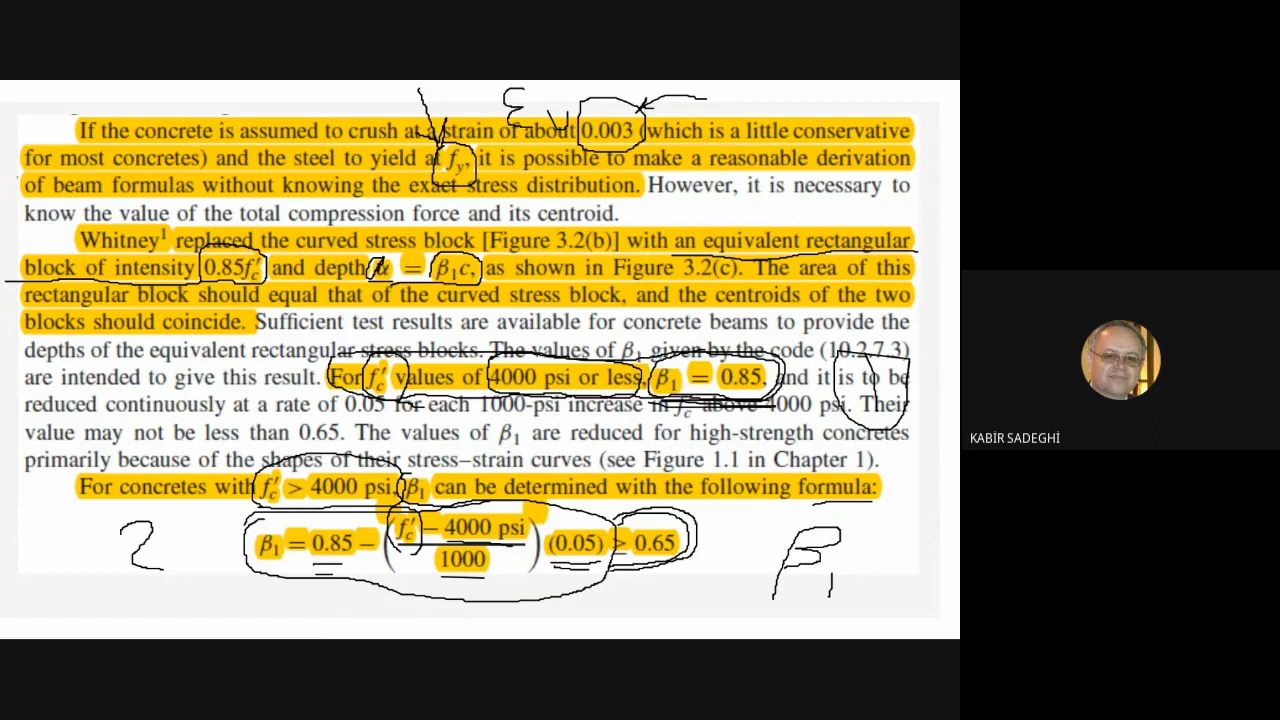 ε u
If the concrete is assumed to crush at a strain of about 0.003 (which is a little conservative
for most concretes) and the steel to yield at fy, it is possible to make a reasonable derivation
of beam formulas without knowing the exact stress distribution. However, it is necessary to
know the value of the total compression force and its centroid.
Whitney¹ replaced the curved stress block [Figure 3.2(b)] with an equivalent rectangular
block of intensity 0.85f′c and depth a = β₁c, as shown in Figure 3.2(c). The area of this
rectangular block should equal that of the curved stress block, and the centroids of the two
blocks should coincide. Sufficient test results are available for concrete beams to provide the
depths of the equivalent rectangular stress blocks. The values of β₁ given by the code (10.2.7.3)
are intended to give this result. For f′c values of 4000 psi or less, β₁ = 0.85, and it is to be
reduced continuously at a rate of 0.05 for each 1000-psi increase in f′c above 4000 psi. Their
value may not be less than 0.65. The values of β₁ are reduced for high-strength concretes
primarily because of the shapes of their stress–strain curves (see Figure 1.1 in Chapter 1).
For concretes with f′c > 4000 psi, β₁ can be determined with the following formula:
β₁ = 0.85 − (f′c − 4000 psi / 1000) (0.05) ≥ 0.65
1
2
β₁
KABİR SADEGHİ